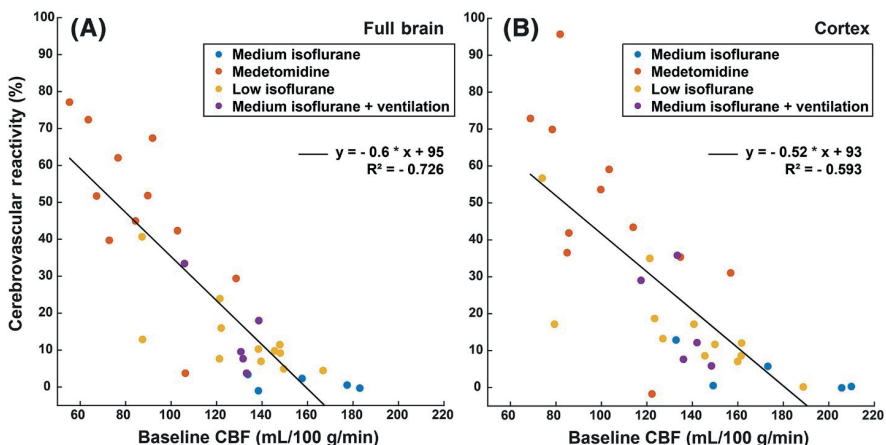 (A)
Full brain
Medium isoflurane
Medetomidine
Low isoflurane
Medium isoflurane + ventilation
y = - 0.6 * x + 95
R² = - 0.726
Cerebrovascular reactivity (%)
100
90
80
70
60
50
40
30
20
10
0
60 80 100 120 140 160 180 200 220
Baseline CBF (mL/100 g/min)
(B)
Cortex
Medium isoflurane
Medetomidine
Low isoflurane
Medium isoflurane + ventilation
y = - 0.52 * x + 93
R² = - 0.593
100
90
80
70
60
50
40
30
20
10
0
60 80 100 120 140 160 180 200 220
Baseline CBF (mL/100 g/min)